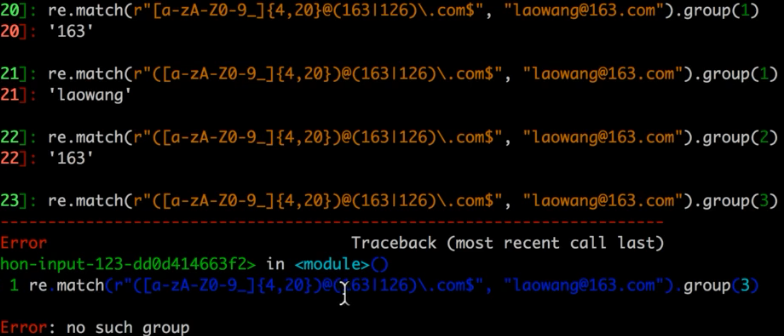 20]: re.match(r"[a-zA-Z0-9_]{4,20}@(163|126)\.com$", "laowang@163.com").group(1)
20]: '163'
21]: re.match(r"([a-zA-Z0-9_]{4,20})@(163|126)\.com$", "laowang@163.com").group(1)
21]: 'laowang'
22]: re.match(r"([a-zA-Z0-9_]{4,20})@(163|126)\.com$", "laowang@163.com").group(2)
22]: '163'
23]: re.match(r"([a-zA-Z0-9_]{4,20})@(163|126)\.com$", "laowang@163.com").group(3)
---------------------------------------------------------------------------
Error Traceback (most recent call last)
hon-input-123-dd0d414663f2> in <module>()
1 re.match(r"([a-zA-Z0-9_]{4,20})@(163|126)\.com$", "laowang@163.com").group(3)
Error: no such group